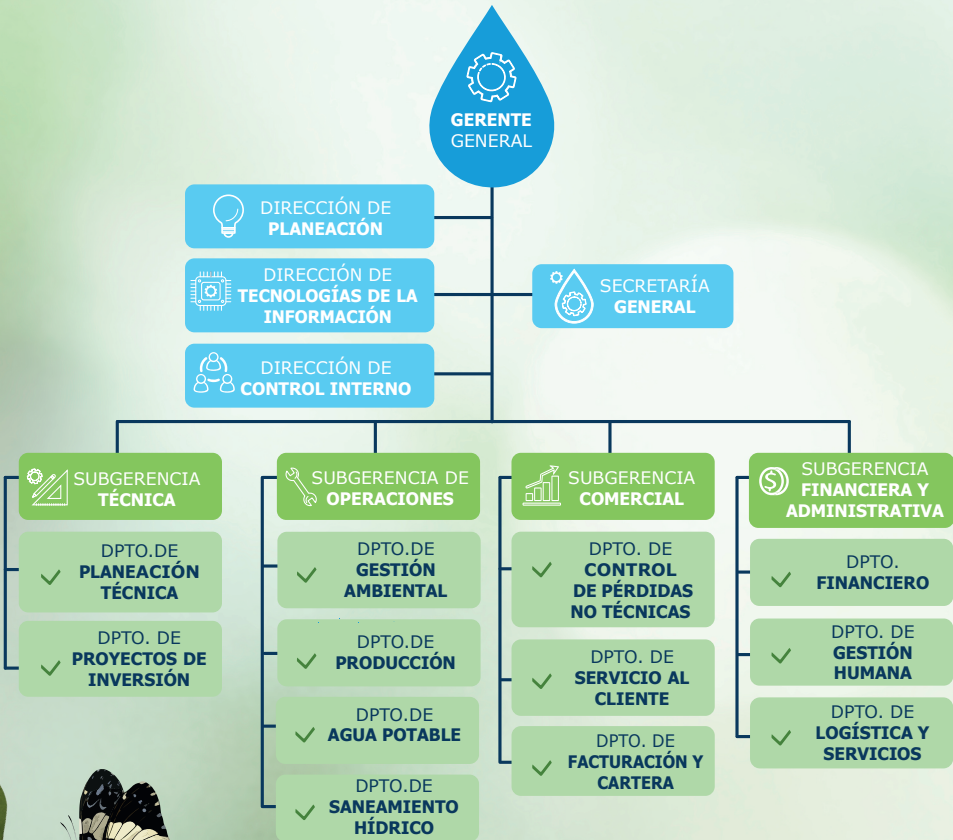 GERENTE
GENERAL
DIRECCIÓN DE
PLANEACIÓN
DIRECCIÓN DE
TECNOLOGÍAS DE LA
INFORMACIÓN
SECRETARÍA
GENERAL
DIRECCIÓN DE
CONTROL INTERNO
SUBGERENCIA
TÉCNICA
DPTO.DE
PLANEACIÓN
TÉCNICA
DPTO. DE
PROYECTOS DE
INVERSIÓN
SUBGERENCIA DE
OPERACIONES
DPTO.DE
GESTIÓN
AMBIENTAL
DPTO.DE
PRODUCCIÓN
DPTO.DE
AGUA POTABLE
DPTO.DE
SANEAMIENTO
HÍDRICO
SUBGERENCIA
COMERCIAL
DPTO. DE
CONTROL
DE PÉRDIDAS
NO TÉCNICAS
DPTO. DE
SERVICIO AL
CLIENTE
DPTO. DE
FACTURACIÓN Y
CARTERA
SUBGERENCIA
FINANCIERA Y
ADMINISTRATIVA
DPTO.
FINANCIERO
DPTO. DE
GESTIÓN
HUMANA
DPTO. DE
LOGÍSTICA Y
SERVICIOS